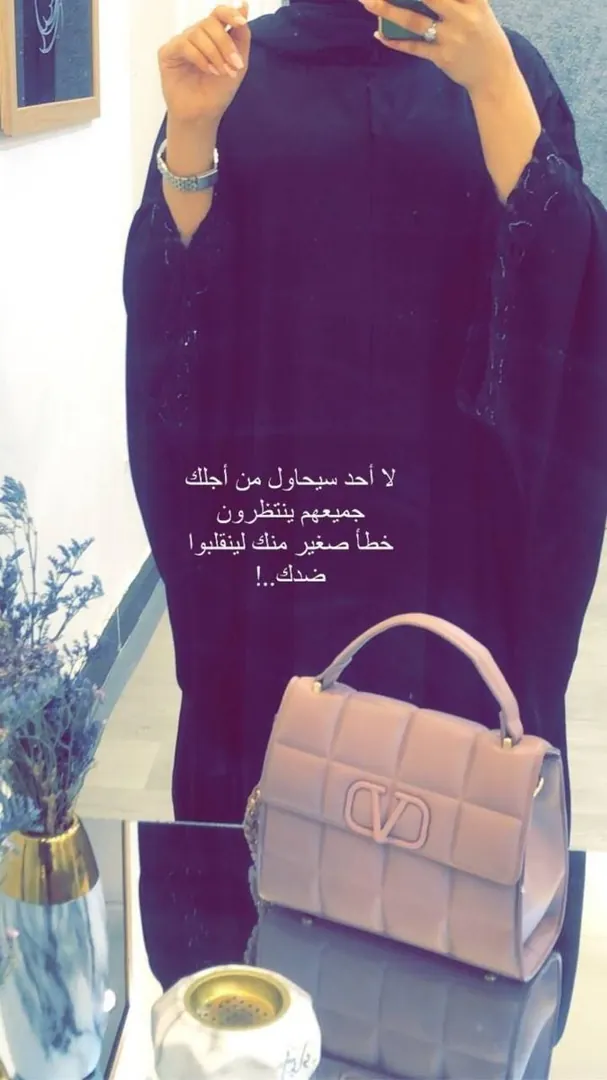 لا أحد سيحاول من أجلك
جميعهم ينتظرون
خطأ صغير منك لينقلبوا
ضدك..!